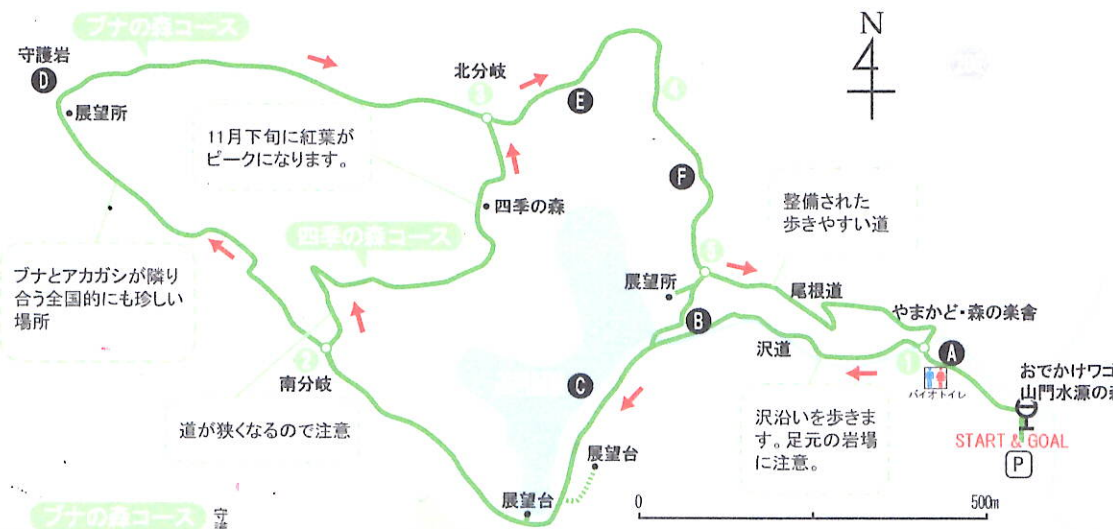 ブナの森コース
守護岩
D
展望所
北分岐
3
E
N
4
11月下旬に紅葉が
ピークになります。
F
整備された
歩きやすい道
四季の森
四季の森コース
ブナとアカガシが隣り
合う全国的にも珍しい
場所
5
展望所
尾根道
B
やまかど・森の楽舎
沢道
1
A
2
南分岐
C
バイオトイレ
おでかけワゴ
山門水源の森
道が狭くなるので注意
沢沿いを歩きま
す。足元の岩場
に注意。
START & GOAL
P
展望台
展望台
0
500m
ブナの森コース